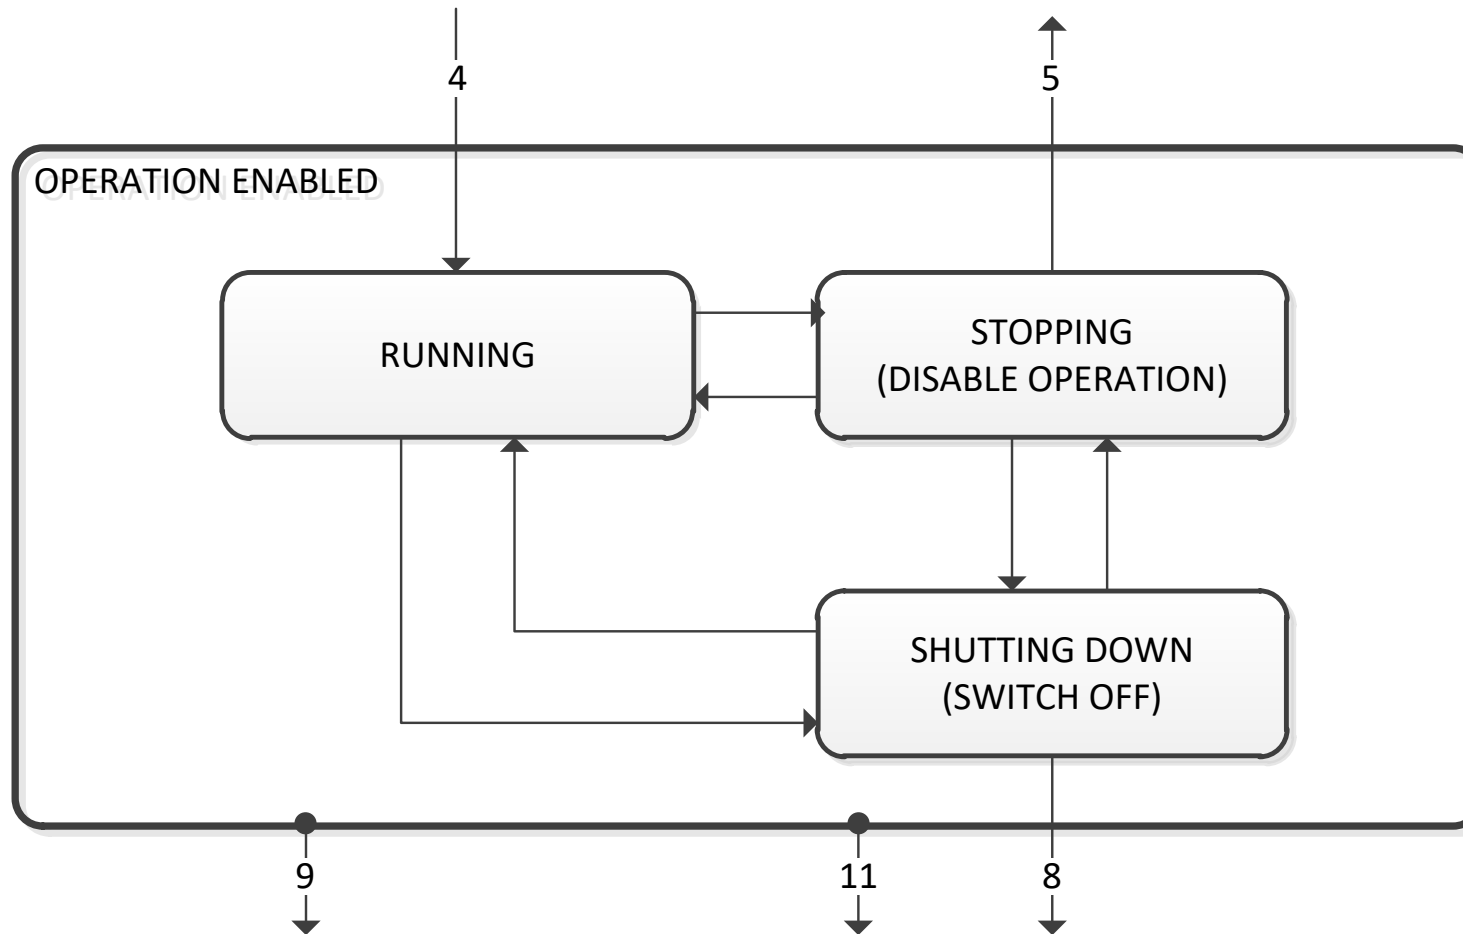 4
5
OPERATION ENABLED
RUNNING
STOPPING
(DISABLE OPERATION)
SHUTTING DOWN
(SWITCH OFF)
9
11
8